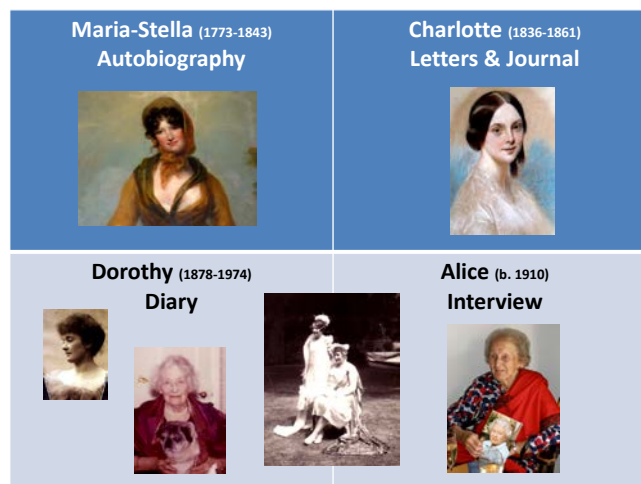 Maria-Stella (1773-1843)
Autobiography
Charlotte (1836-1861)
Letters & Journal
Dorothy (1878-1974)
Diary
Alice (b. 1910)
Interview